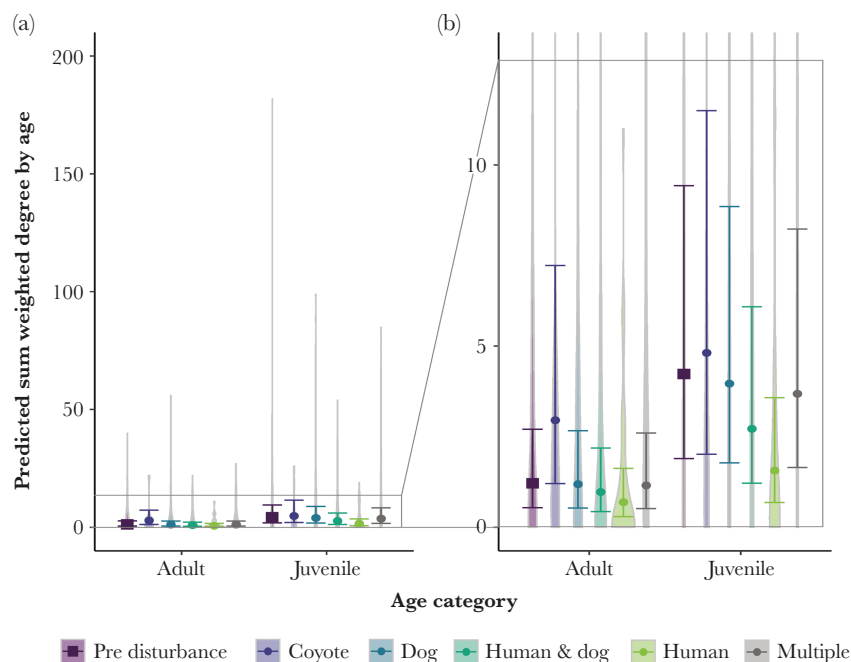 (a)
(b)
Predicted sum weighted degree by age
200
150
100
50
0
10
5
0
Adult
Juvenile
Adult
Juvenile
Age category
Pre disturbance
Coyote
Dog
Human & dog
Human
Multiple